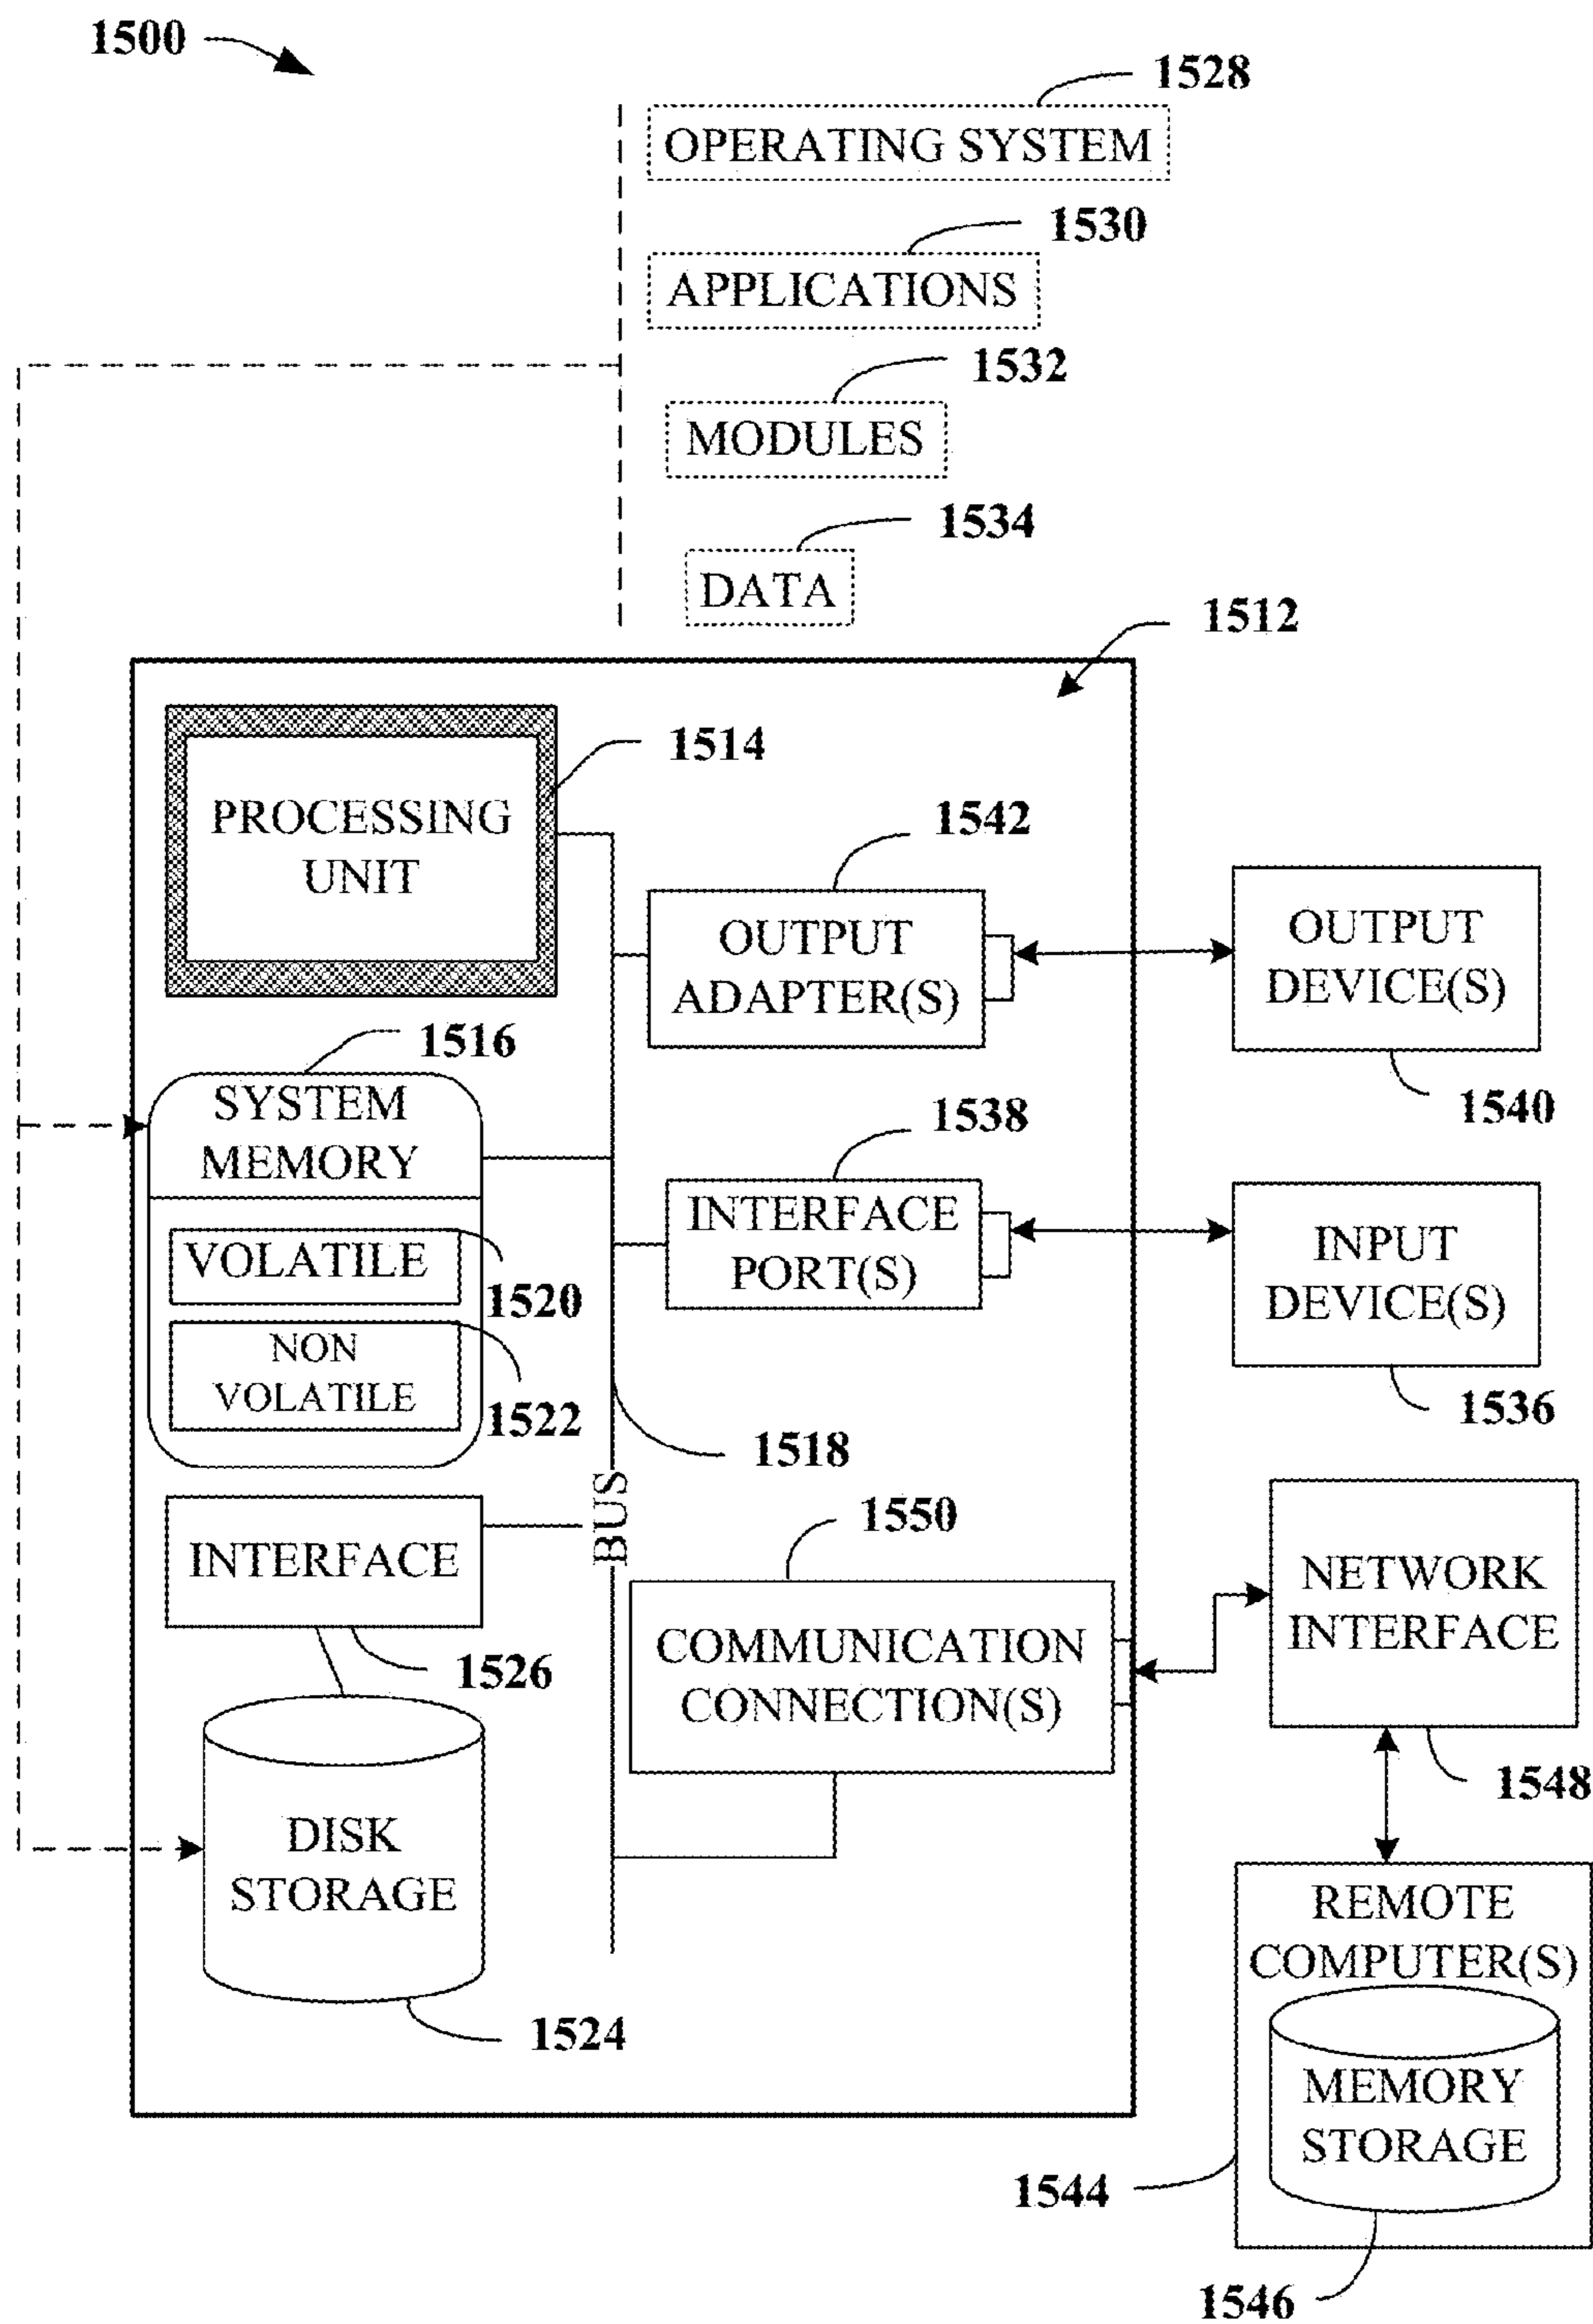 1500
1528
OPERATING SYSTEM
1530
APPLICATIONS
1532
MODULES
1534
DATA
1512
1514
PROCESSING
UNIT
1542
OUTPUT
ADAPTER(S)
OUTPUT
DEVICE(S)
1540
1516
SYSTEM
MEMORY
1538
INTERFACE
PORT(S)
INPUT
DEVICE(S)
1536
VOLATILE
1520
NON
VOLATILE
1522
1518
BUS
INTERFACE
1526
1550
COMMUNICATION
CONNECTION(S)
NETWORK
INTERFACE
1548
DISK
STORAGE
1524
REMOTE
COMPUTER(S)
MEMORY
STORAGE
1544
1546